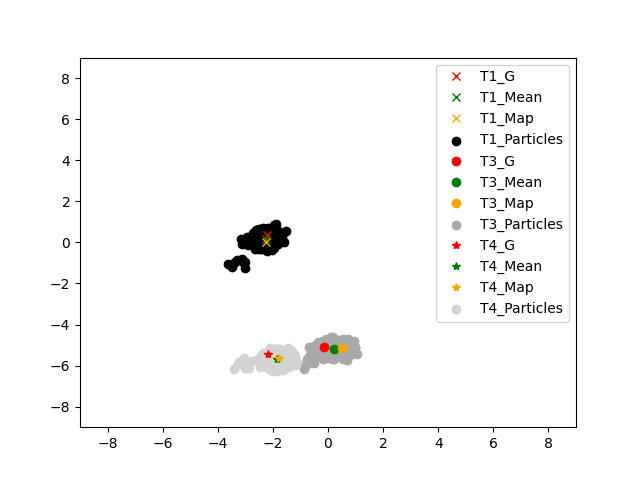 8
6
4
2
0
−2
−4
−6
−8
−8 −6 −4 −2 0 2 4 6 8
T1_G
T1_Mean
T1_Map
T1_Particles
T3_G
T3_Mean
T3_Map
T3_Particles
T4_G
T4_Mean
T4_Map
T4_Particles